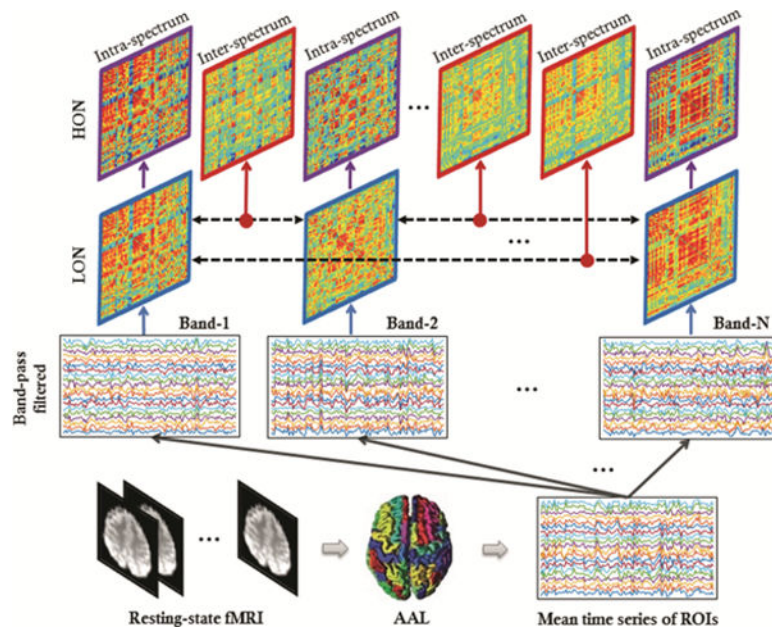 Intra-spectrum
Inter-spectrum
Intra-spectrum
Inter-spectrum
Inter-spectrum
Intra-spectrum
HON
...
LON
...
Band-1
Band-2
Band-N
Band-pass
filtered
...
...
...
Resting-state fMRI
AAL
Mean time series of ROIs